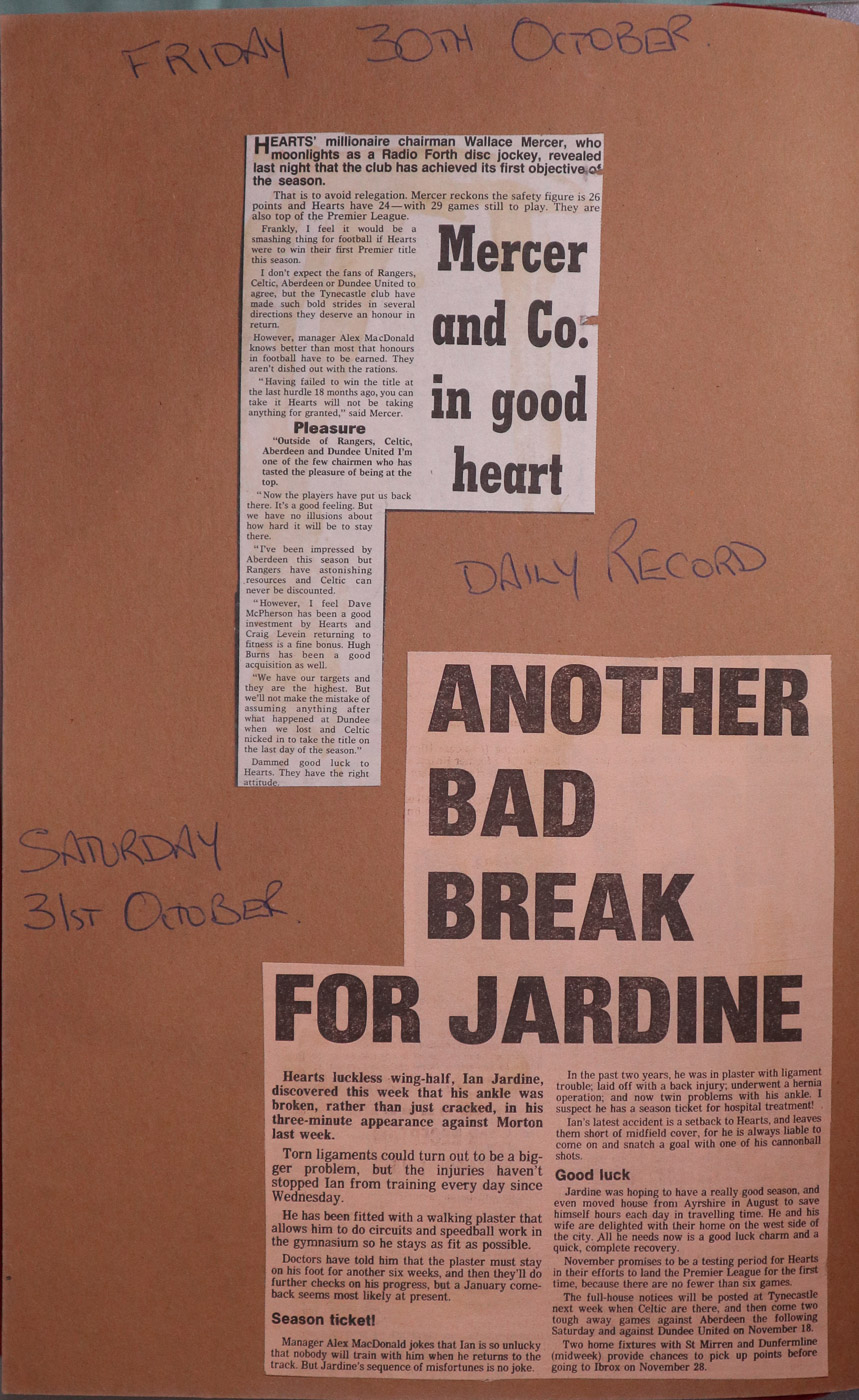 FRIDAY 30TH OCTOBER
HEARTS' millionaire chairman Wallace Mercer, who
moonlights as a Radio Forth disc jockey, revealed
last night that the club has achieved its first objective of
the season.
That is to avoid relegation. Mercer reckons the safety figure is 26
points and Hearts have 24—with 29 games still to play. They are
also top of the Premier League.
Frankly, I feel it would be a
smashing thing for football if Hearts
were to win their first Premier title
this season.
I don't expect the fans of Rangers,
Celtic, Aberdeen or Dundee United to
agree, but the Tynecastle club have
made such bold strides in several
directions they deserve an honour in
return.
However, manager Alex MacDonald
knows better than most that honours
in football have to be earned. They
aren't dished out with the rations.
"Having failed to win the title at
the last hurdle 18 months ago, you can
take it Hearts will not be taking
anything for granted," said Mercer.
Pleasure
"Outside of Rangers, Celtic,
Aberdeen and Dundee United I'm
one of the few chairmen who has
tasted the pleasure of being at the
top.
"Now the players have put us back
there. It's a good feeling. But
we have no illusions about
how hard it will be to stay
there.
"I've been impressed by
Aberdeen this season but
Rangers have astonishing
resources and Celtic can
never be discounted.
"However, I feel Dave
McPherson has been a good
investment by Hearts and
Craig Levein returning to
fitness is a fine bonus. Hugh
Burns has been a good
acquisition as well.
"We have our targets and
they are the highest. But
we'll not make the mistake of
assuming anything after
what happened at Dundee
when we lost and Celtic
nicked in to take the title on
the last day of the season."
Dammed good luck to
Hearts. They have the right
attitude.
Mercer
and Co.
in good
heart
DAILY RECORD
SATURDAY
31ST OCTOBER.
ANOTHER
BAD
BREAK
FOR JARDINE
Hearts luckless wing-half, Ian Jardine,
discovered this week that his ankle was
broken, rather than just cracked, in his
three-minute appearance against Morton
last week.
Torn ligaments could turn out to be a big-
ger problem, but the injuries haven't
stopped Ian from training every day since
Wednesday.
He has been fitted with a walking plaster that
allows him to do circuits and speedball work in
the gymnasium so he stays as fit as possible.
Doctors have told him that the plaster must stay
on his foot for another six weeks, and then they'll do
further checks on his progress, but a January come-
back seems most likely at present.
Season ticket!
Manager Alex MacDonald jokes that Ian is so unlucky
that nobody will train with him when he returns to the
track. But Jardine's sequence of misfortunes is no joke.
In the past two years, he was in plaster with ligament
trouble; laid off with a back injury; underwent a hernia
operation; and now twin problems with his ankle. I
suspect he has a season ticket for hospital treatment!
Ian's latest accident is a setback to Hearts, and leaves
them short of midfield cover, for he is always liable to
come on and snatch a goal with one of his cannonball
shots.
Good luck
Jardine was hoping to have a really good season, and
even moved house from Ayrshire in August to save
himself hours each day in travelling time. He and his
wife are delighted with their home on the west side of
the city. All he needs now is a good luck charm and a
quick, complete recovery.
November promises to be a testing period for Hearts
in their efforts to land the Premier League for the first
time, because there are no fewer than six games.
The full-house notices will be posted at Tynecastle
next week when Celtic are there, and then come two
tough away games against Aberdeen the following
Saturday and against Dundee United on November 18.
Two home fixtures with St Mirren and Dunfermline
(midweek) provide chances to pick up points before
going to Ibrox on November 28.